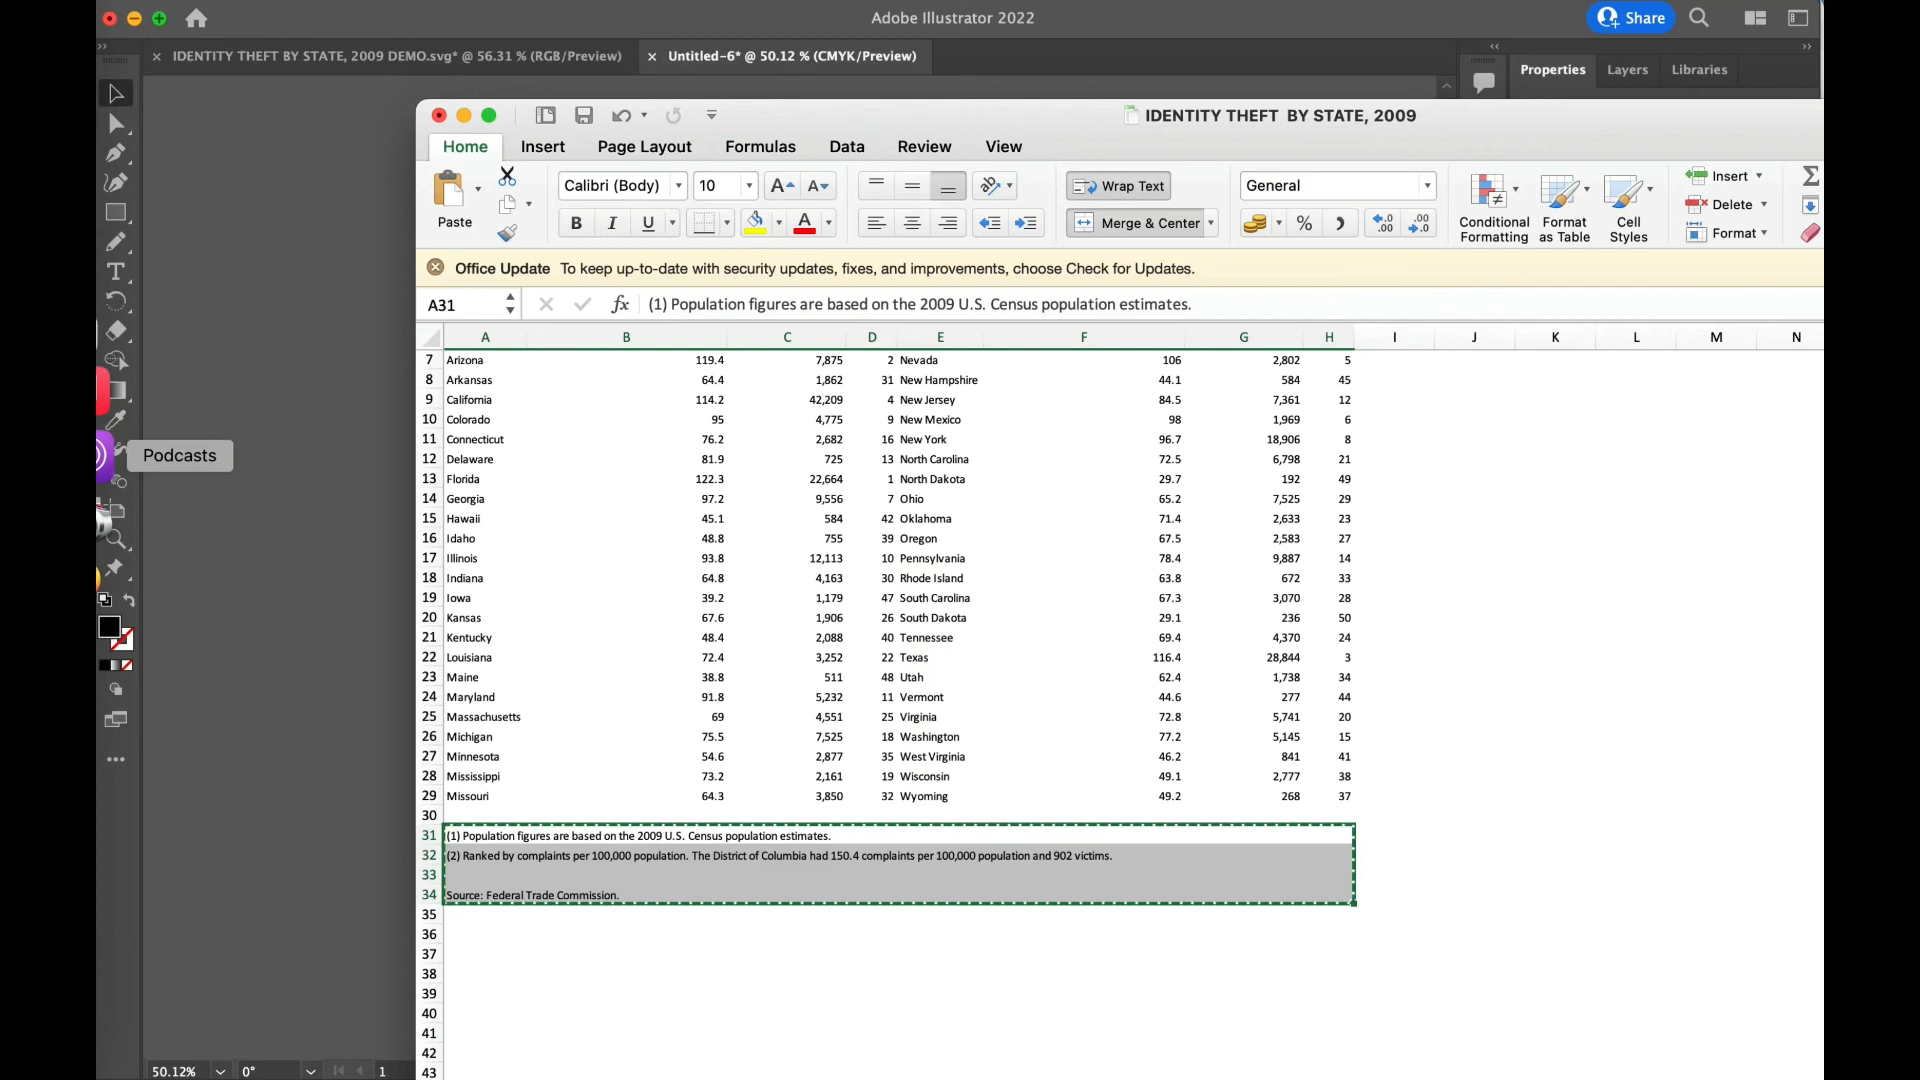 Adobe Illustrator 2022
Share
IDENTITY THEFT BY STATE, 2009 DEMO.svg* @ 56.31 % (RGB/Preview)
Untitled-6* @ 50.12 % (CMYK/Preview)
Properties Layers Libraries
IDENTITY THEFT BY STATE, 2009
Home Insert Page Layout Formulas Data Review View
Paste
Calibri (Body) 10
B I U
Wrap Text
Merge & Center
General
Conditional Formatting
Format as Table
Cell Styles
Insert
Delete
Format
Office Update To keep up-to-date with security updates, fixes, and improvements, choose Check for Updates.
A31 fx (1) Population figures are based on the 2009 U.S. Census population estimates.
A B C D E F G H I J K L M N
7 Arizona 119.4 7,875 2 Nevada 106 2,802 5
8 Arkansas 64.4 1,862 31 New Hampshire 44.1 584 45
9 California 114.2 42,209 4 New Jersey 84.5 7,361 12
10 Colorado 95 4,775 9 New Mexico 98 1,969 6
11 Connecticut 76.2 2,682 16 New York 96.7 18,906 8
12 Delaware 81.9 725 13 North Carolina 72.5 6,798 21
13 Florida 122.3 22,664 1 North Dakota 29.7 192 49
14 Georgia 97.2 9,556 7 Ohio 65.2 7,525 29
15 Hawaii 45.1 584 42 Oklahoma 71.4 2,633 23
16 Idaho 48.8 755 39 Oregon 67.5 2,583 27
17 Illinois 93.8 12,113 10 Pennsylvania 78.4 9,887 14
18 Indiana 64.8 4,163 30 Rhode Island 63.8 672 33
19 Iowa 39.2 1,179 47 South Carolina 67.3 3,070 28
20 Kansas 67.6 1,906 26 South Dakota 29.1 236 50
21 Kentucky 48.4 2,088 40 Tennessee 69.4 4,370 24
22 Louisiana 72.4 3,252 22 Texas 116.4 28,844 3
23 Maine 38.8 511 48 Utah 62.4 1,738 34
24 Maryland 91.8 5,232 11 Vermont 44.6 277 44
25 Massachusetts 69 4,551 25 Virginia 72.8 5,741 20
26 Michigan 75.5 7,525 18 Washington 77.2 5,145 15
27 Minnesota 54.6 2,877 35 West Virginia 46.2 841 41
28 Mississippi 73.2 2,161 19 Wisconsin 49.1 2,777 38
29 Missouri 64.3 3,850 32 Wyoming 49.2 268 37
30
31 (1) Population figures are based on the 2009 U.S. Census population estimates.
32 (2) Ranked by complaints per 100,000 population. The District of Columbia had 150.4 complaints per 100,000 population and 902 victims.
33
34 Source: Federal Trade Commission.
35
36
37
38
39
40
41
42
43
Podcasts
50.12% 0° 1